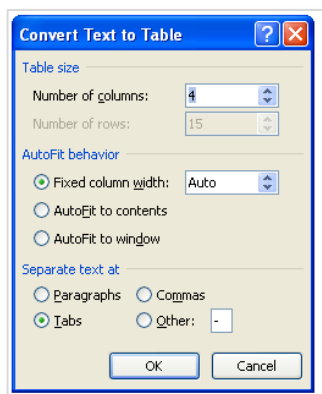 Convert Text to Table
Table size
Number of columns: 4
Number of rows: 15
AutoFit behavior
Fixed column width: Auto
AutoFit to contents
AutoFit to window
Separate text at
Paragraphs Commas
Tabs Other: -
OK Cancel